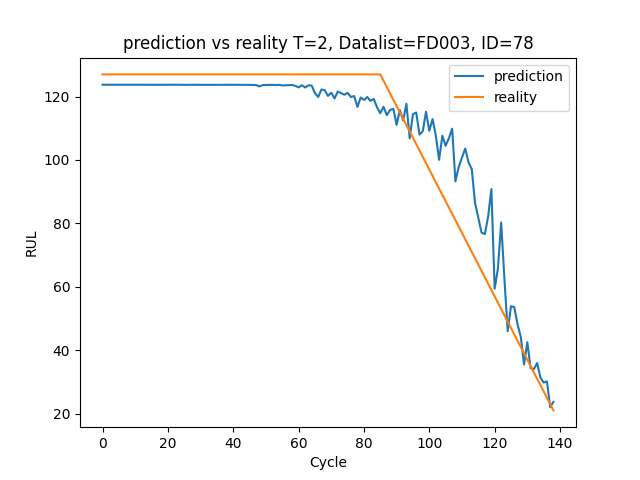 prediction vs reality T=2, Datalist=FD003, ID=78
prediction
reality
120
100
80
60
40
20
RUL
0 20 40 60 80 100 120 140
Cycle